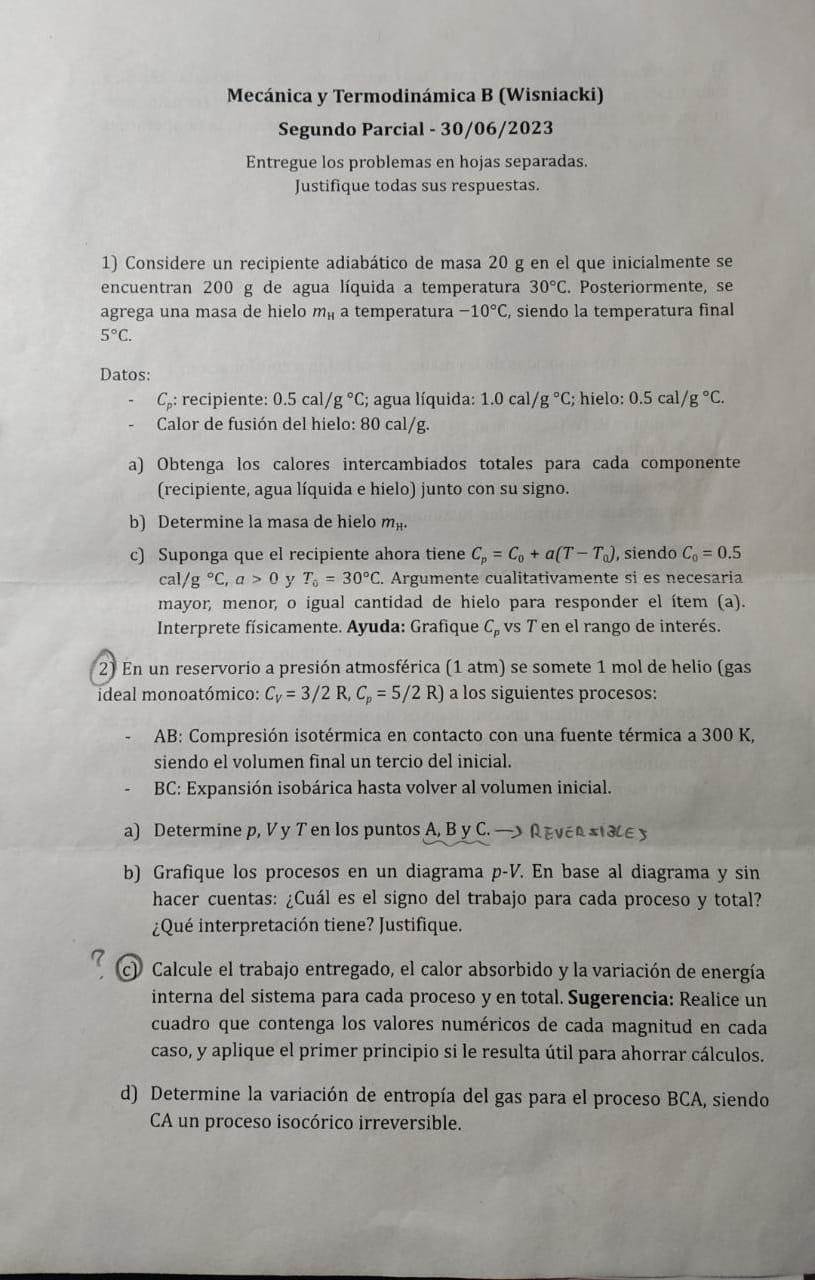 Mecánica y Termodinámica B (Wisniacki)
Segundo Parcial - 30/06/2023
Entregue los problemas en hojas separadas.
Justifique todas sus respuestas.
1) Considere un recipiente adiabático de masa 20 g en el que inicialmente se
encuentran 200 g de agua líquida a temperatura 30°C. Posteriormente, se
agrega una masa de hielo mH a temperatura −10°C, siendo la temperatura final
5°C.
Datos:
- Cp: recipiente: 0.5 cal/g °C; agua líquida: 1.0 cal/g °C; hielo: 0.5 cal/g °C.
- Calor de fusión del hielo: 80 cal/g.
a) Obtenga los calores intercambiados totales para cada componente
(recipiente, agua líquida e hielo) junto con su signo.
b) Determine la masa de hielo mH.
c) Suponga que el recipiente ahora tiene Cp = C0 + a(T − T0), siendo C0 = 0.5
cal/g °C, a > 0 y T0 = 30°C. Argumente cualitativamente si es necesaria
mayor, menor, o igual cantidad de hielo para responder el ítem (a).
Interprete físicamente. Ayuda: Grafique Cp vs T en el rango de interés.
2) En un reservorio a presión atmosférica (1 atm) se somete 1 mol de helio (gas
ideal monoatómico: CV = 3/2 R, Cp = 5/2 R) a los siguientes procesos:
- AB: Compresión isotérmica en contacto con una fuente térmica a 300 K,
siendo el volumen final un tercio del inicial.
- BC: Expansión isobárica hasta volver al volumen inicial.
a) Determine p, V y T en los puntos A, B y C. → REVERSIBLES
b) Grafique los procesos en un diagrama p-V. En base al diagrama y sin
hacer cuentas: ¿Cuál es el signo del trabajo para cada proceso y total?
¿Qué interpretación tiene? Justifique.
? c) Calcule el trabajo entregado, el calor absorbido y la variación de energía
interna del sistema para cada proceso y en total. Sugerencia: Realice un
cuadro que contenga los valores numéricos de cada magnitud en cada
caso, y aplique el primer principio si le resulta útil para ahorrar cálculos.
d) Determine la variación de entropía del gas para el proceso BCA, siendo
CA un proceso isocórico irreversible.